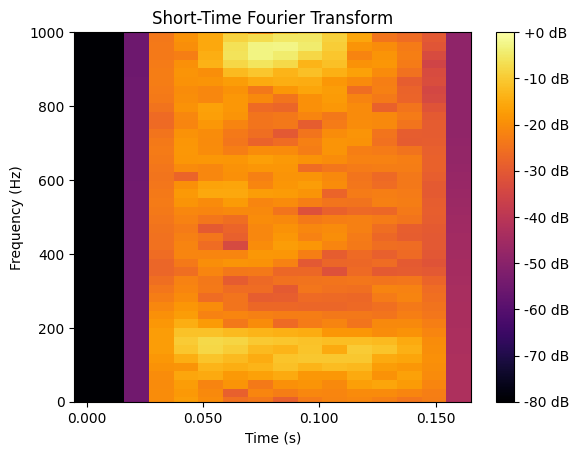 Short-Time Fourier Transform
1000
800
600
400
200
0
Frequency (Hz)
0.000
0.050
0.100
0.150
Time (s)
+0 dB
-10 dB
-20 dB
-30 dB
-40 dB
-50 dB
-60 dB
-70 dB
-80 dB